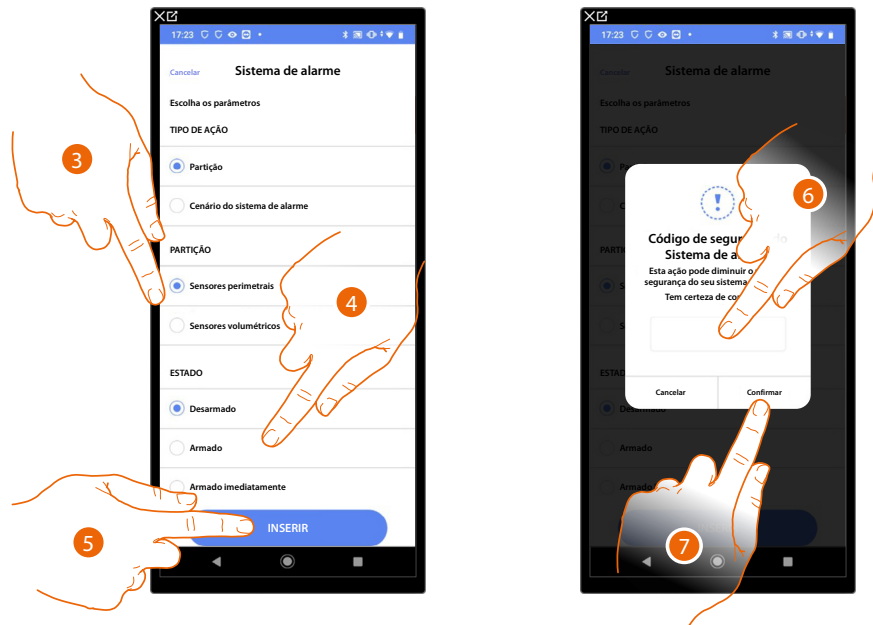 17:23
Cancelar Sistema de alarme
Escolha os parâmetros
TIPO DE AÇÃO
Partição
Cenário do sistema de alarme
PARTIÇÃO
Sensores perimetrais
Sensores volumétricos
ESTADO
Desarmado
Armado
Armado imediatamente
INSERIR
3
4
5
17:23
Cancelar Sistema de alarme
Escolha os parâmetros
TIPO DE AÇÃO
Código de segur
Sistema de a
Esta ação pode diminuir o
segurança do seu sistema
Tem certeza de co
Cancelar Confirmar
ESTAD
Desarmado
Armado
Armado
6
7